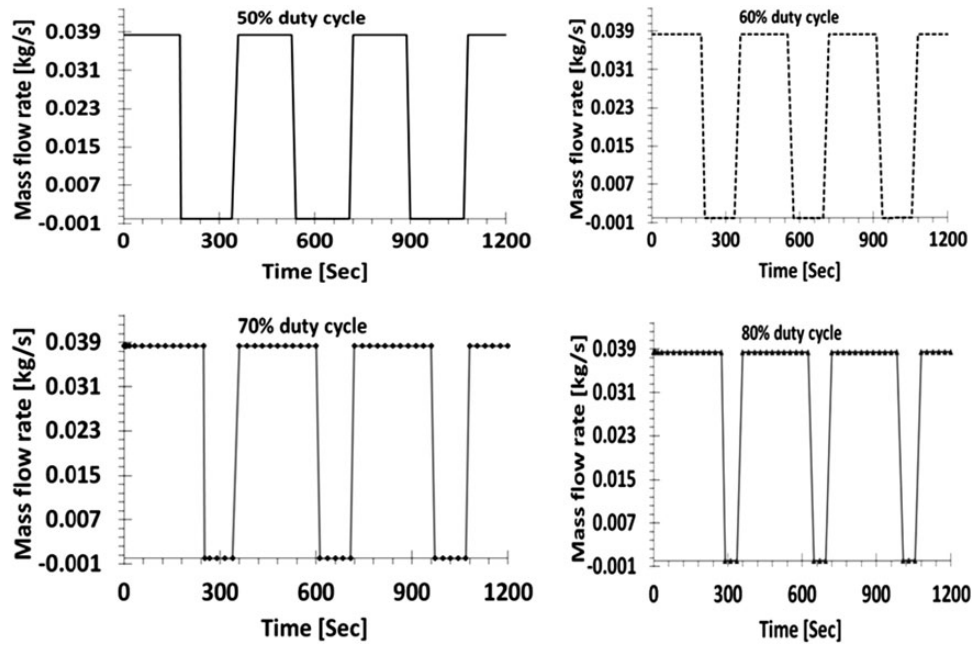 50% duty cycle
Mass flow rate [kg/s]
0.039
0.031
0.023
0.015
0.007
-0.001
0 300 600 900 1200
Time [Sec]
60% duty cycle
Mass flow rate [kg/s]
0.039
0.031
0.023
0.015
0.007
-0.001
0 300 600 900 1200
Time [Sec]
70% duty cycle
Mass flow rate [kg/s]
0.039
0.031
0.023
0.015
0.007
-0.001
0 300 600 900 1200
Time [Sec]
80% duty cycle
Mass flow rate [kg/s]
0.039
0.031
0.023
0.015
0.007
-0.001
0 300 600 900 1200
Time [Sec]